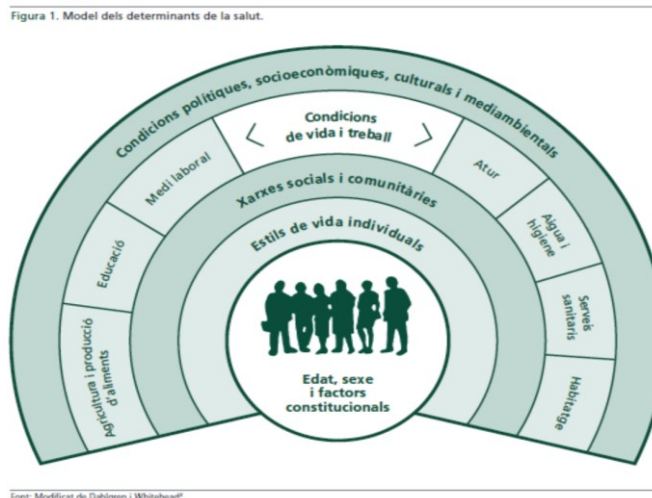 Figura 1. Model dels determinants de la salut.
Condicions polítiques, socioeconòmiques, culturals i mediambientals
Condicions
de vida i treball
Agricultura i producció
d'aliments
Educació
Medi laboral
Atur
Aigua i
higiene
Serveis
sanitaris
Habitatge
Xarxes socials i comunitàries
Estils de vida individuals
Edat, sexe
i factors
constitucionals
Font: Modificat de Dahlgren i Whitehead